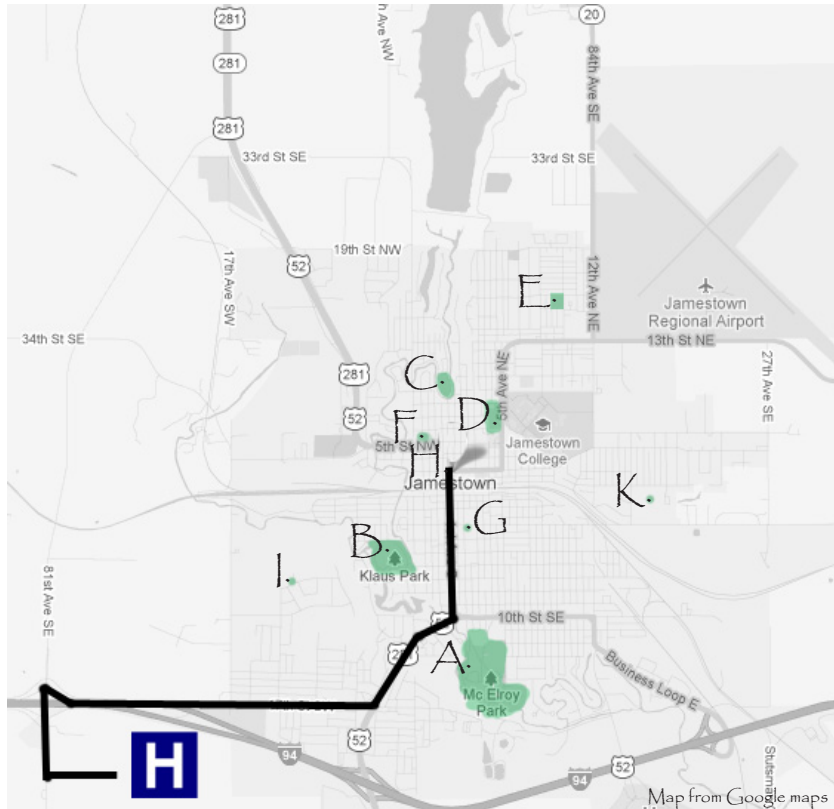 281
h Ave NW
20
281
84th Ave SE
281
33rd St SE
33rd St SE
17th Ave SW
19th St NW
52
12th Ave NE
E
Jamestown
Regional Airport
34th St SE
13th St NE
27th Ave SE
281
C
5th Ave NE
52
D
F
5th St NW
Jamestown
College
H
Jamestown
K
G
B
Klaus Park
I
81st Ave SE
10th St SE
A
Mc Elroy
Park
Business Loop E
52
H
94
52
94
Stutsma
Map from Google maps